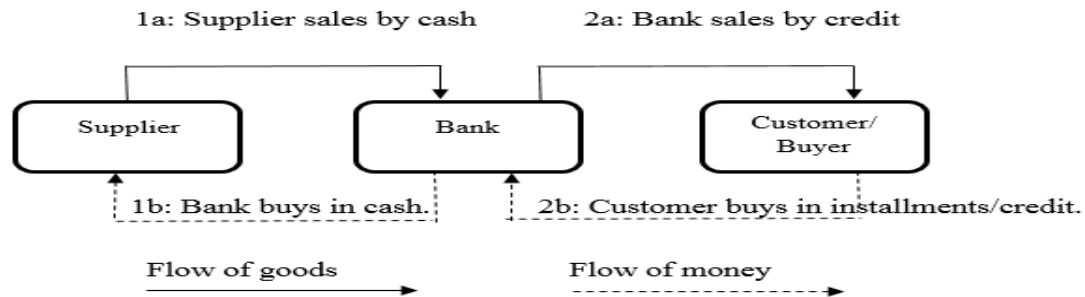 1a: Supplier sales by cash
2a: Bank sales by credit
Supplier
Bank
Customer/
Buyer
1b: Bank buys in cash.
2b: Customer buys in installments/credit.
Flow of goods
Flow of money